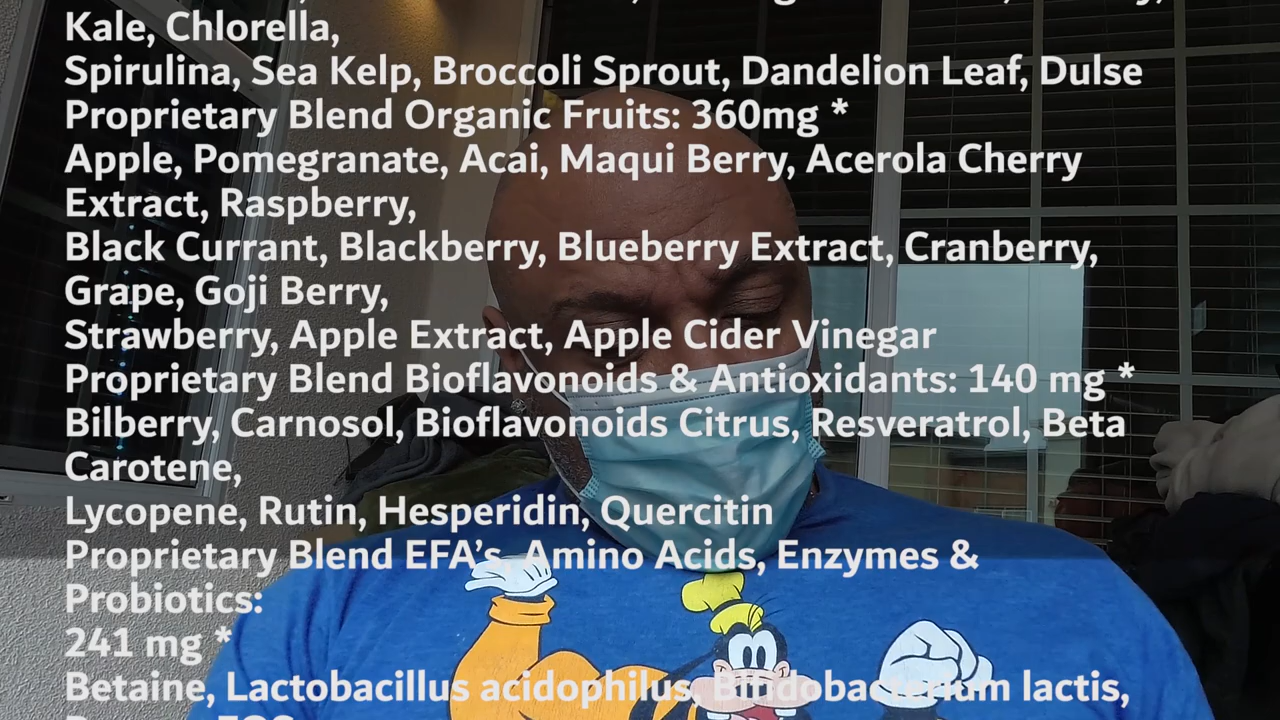 Kale, Chlorella,
Spirulina, Sea Kelp, Broccoli Sprout, Dandelion Leaf, Dulse
Proprietary Blend Organic Fruits: 360mg *
Apple, Pomegranate, Acai, Maqui Berry, Acerola Cherry
Extract, Raspberry,
Black Currant, Blackberry, Blueberry Extract, Cranberry,
Grape, Goji Berry,
Strawberry, Apple Extract, Apple Cider Vinegar
Proprietary Blend Bioflavonoids & Antioxidants: 140 mg *
Bilberry, Carnosol, Bioflavonoids Citrus, Resveratrol, Beta
Carotene,
Lycopene, Rutin, Hesperidin, Quercitin
Proprietary Blend EFA’s, Amino Acids, Enzymes &
Probiotics:
241 mg *
Betaine, Lactobacillus acidophilus, Bifidobacterium lactis,